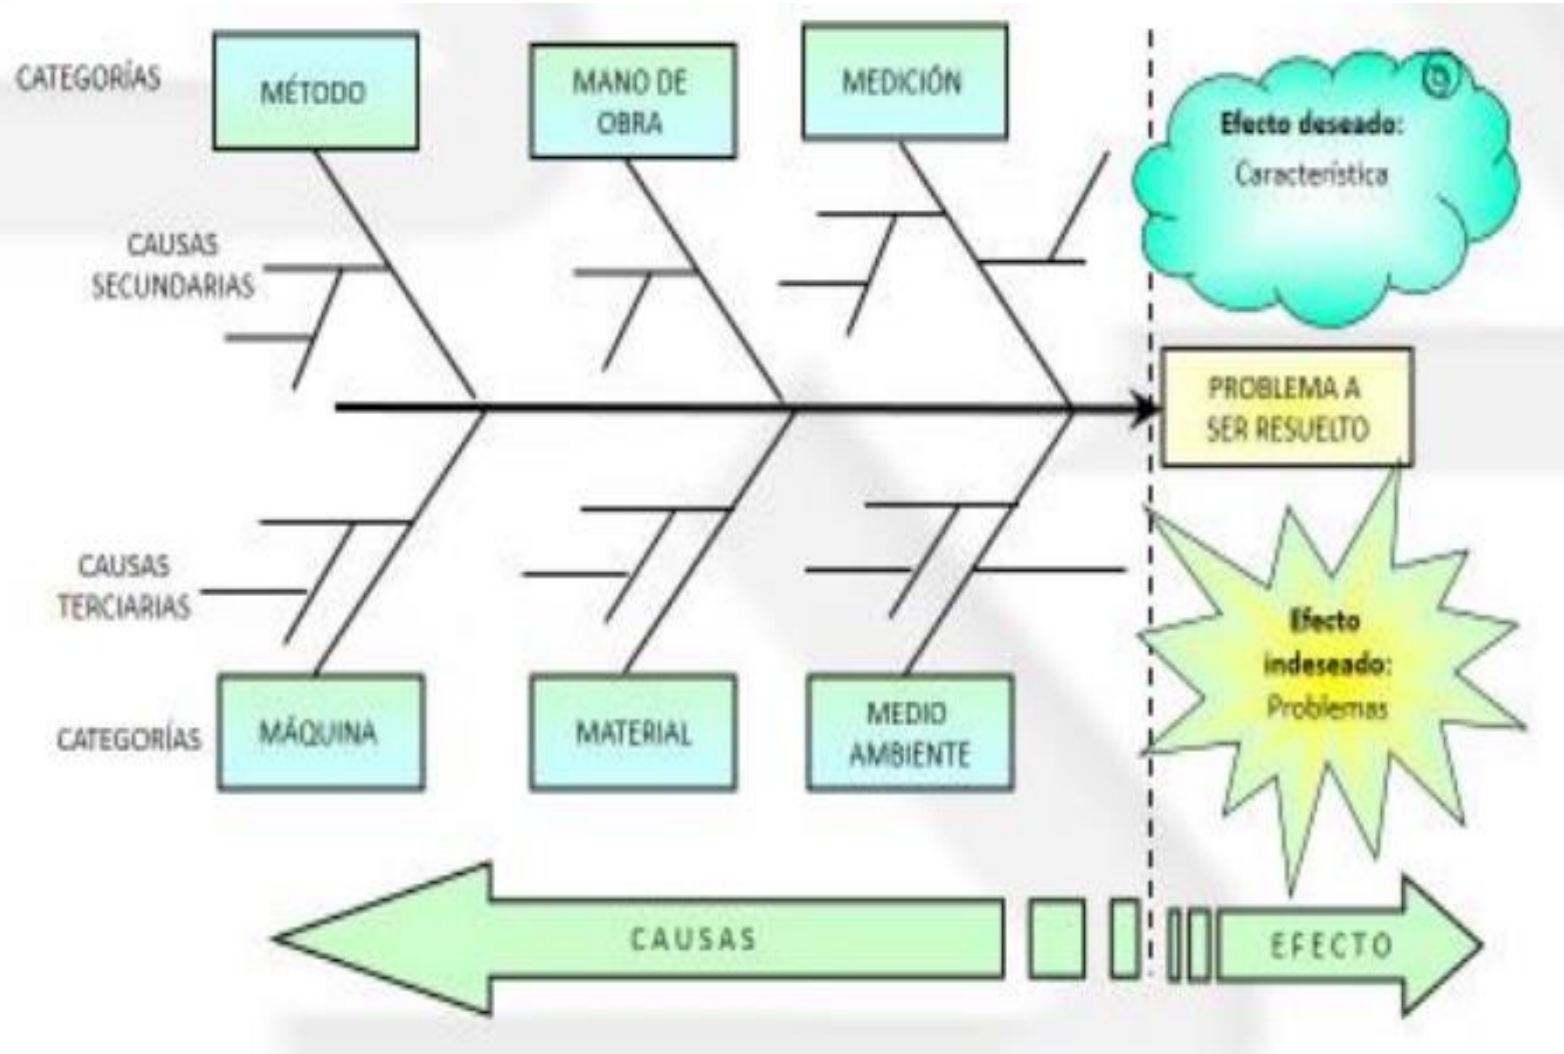 CATEGORÍAS
MÉTODO
MANO DE
OBRA
MEDICIÓN
Efecto deseado:
Característica
CAUSAS
SECUNDARIAS
PROBLEMA A
SER RESUELTO
CAUSAS
TERCIARIAS
Efecto
indeseado:
Problemas
CATEGORÍAS
MÁQUINA
MATERIAL
MEDIO
AMBIENTE
CAUSAS
EFECTO